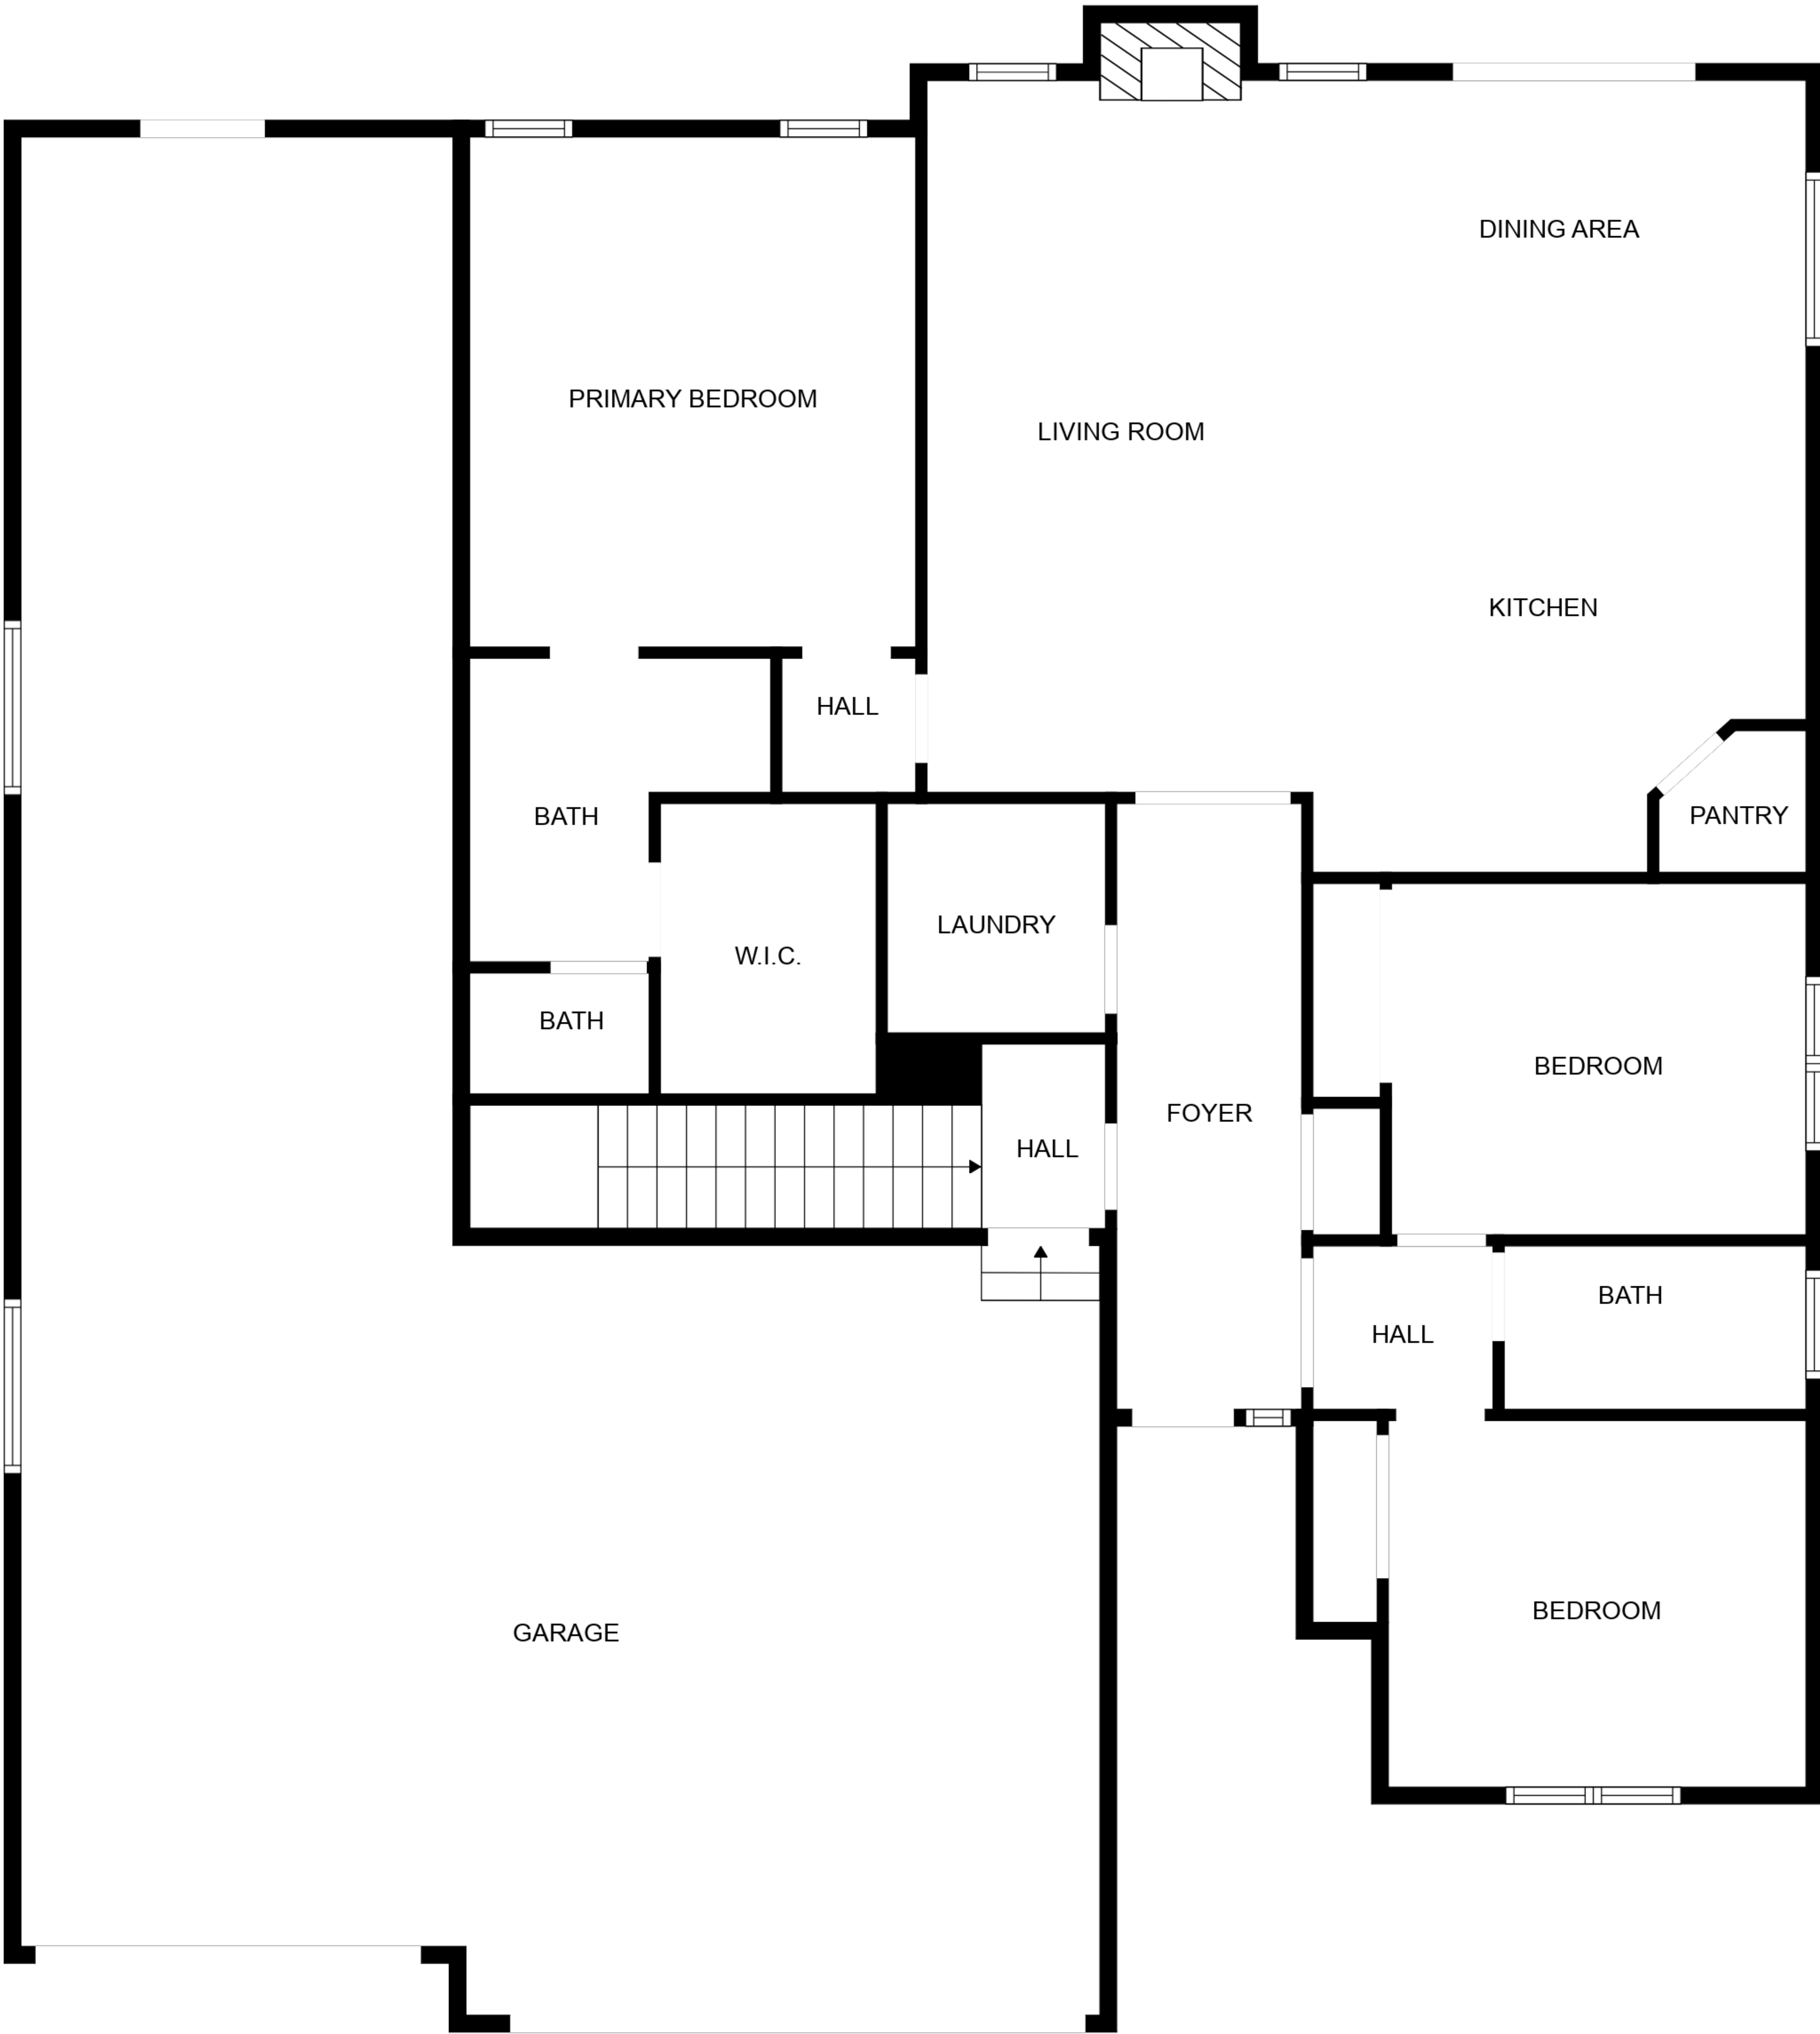 DINING AREA
PRIMARY BEDROOM
LIVING ROOM
KITCHEN
HALL
BATH
PANTRY
LAUNDRY
W.I.C.
BATH
BEDROOM
FOYER
HALL
BATH
HALL
BEDROOM
GARAGE